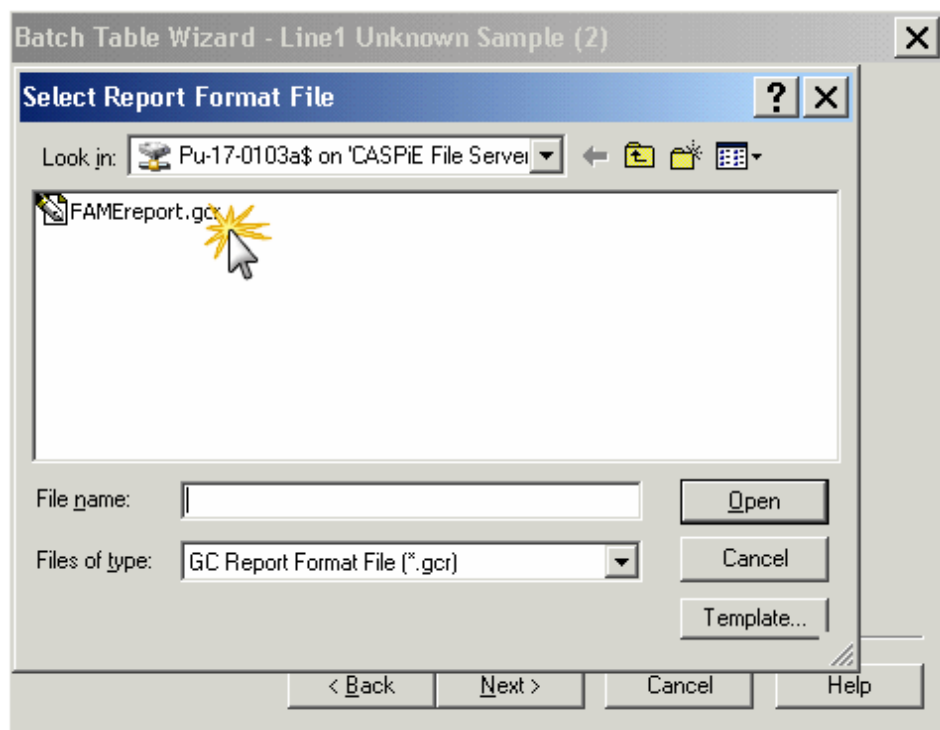 Batch Table Wizard - Line1 Unknown Sample (2)
Select Report Format File
Look in: Pu-17-0103a$ on 'CASPiE File Server
FAMEreport.gcr
File name:
Open
Files of type: GC Report Format File (*.gcr)
Cancel
Template...
< Back Next > Cancel Help